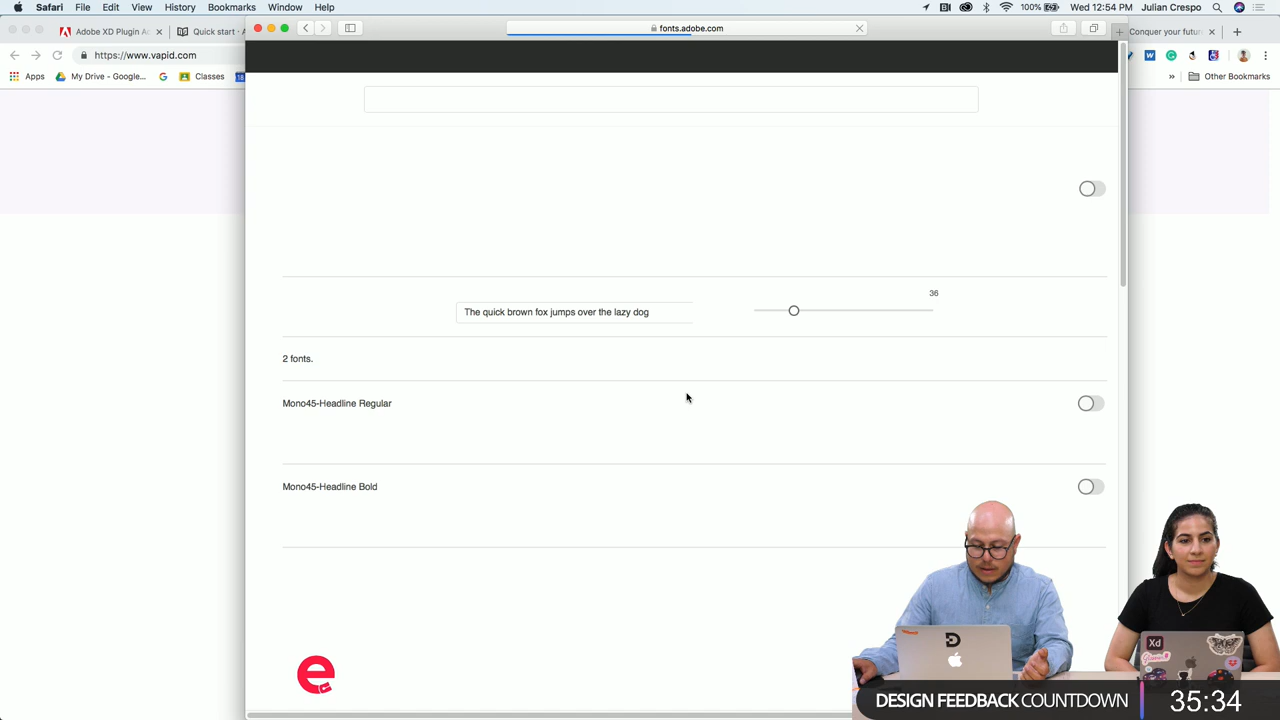 Safari File Edit View History Bookmarks Window Help
100% Wed 12:54 PM Julian Crespo
Adobe XD Plugin Ac
Quick start · A
fonts.adobe.com
Conquer your futur
https://www.vapid.com
Apps My Drive - Google... Classes
Other Bookmarks
36
The quick brown fox jumps over the lazy dog
2 fonts.
Mono45-Headline Regular
Mono45-Headline Bold
Xd
DESIGN FEEDBACK COUNTDOWN 35:34